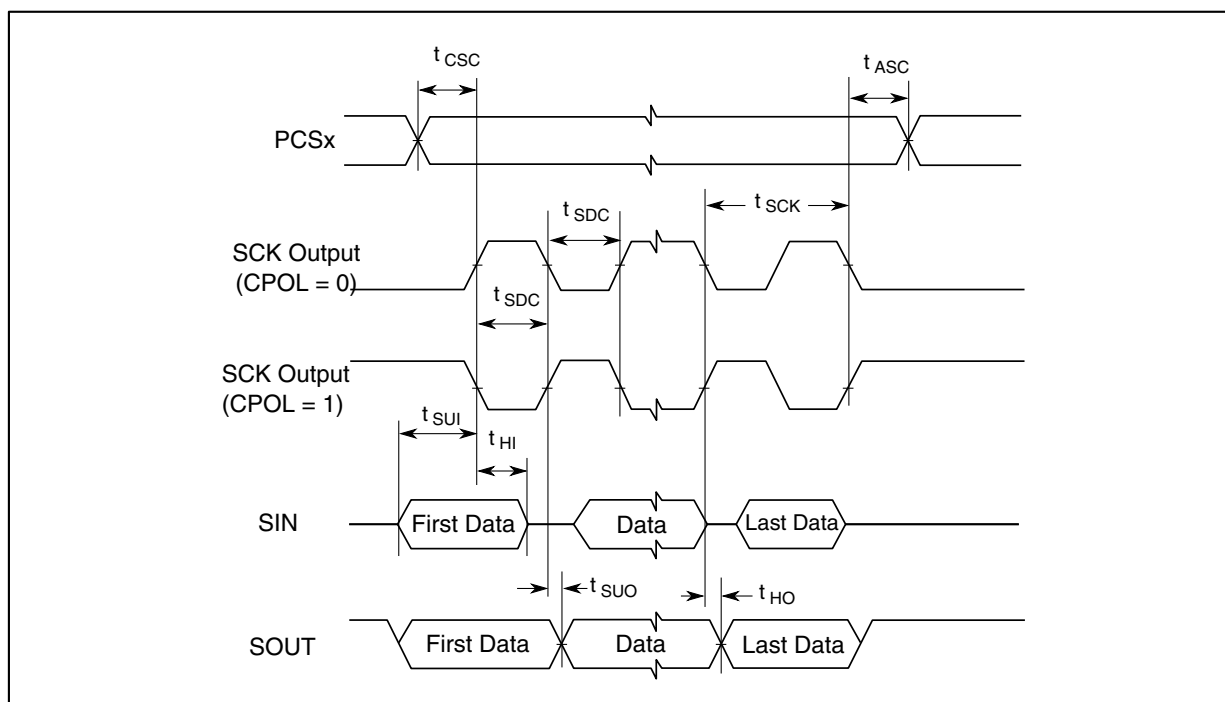 t CSC
t ASC
PCSx
t SDC
t SCK
SCK Output
(CPOL = 0)
t SDC
SCK Output
(CPOL = 1)
t SUI
t HI
SIN
First Data
Data
Last Data
t SUO
t HO
SOUT
First Data
Data
Last Data